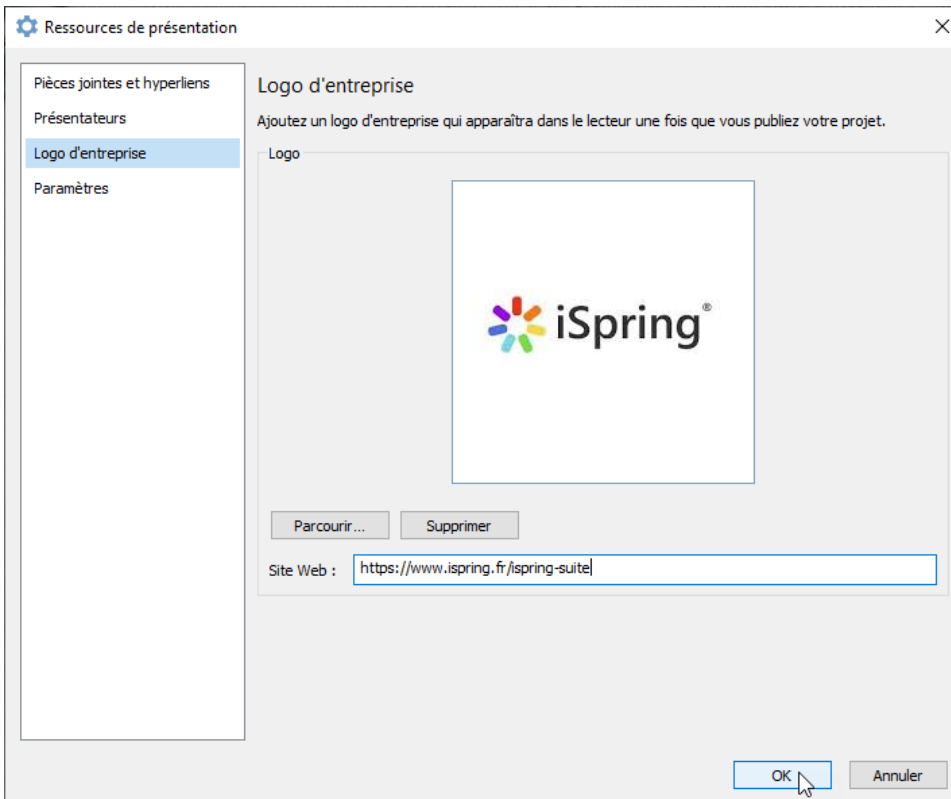 Ressources de présentation
Pièces jointes et hyperliens
Présentateurs
Logo d'entreprise
Paramètres
Logo d'entreprise
Ajoutez un logo d'entreprise qui apparaîtra dans le lecteur une fois que vous publiez votre projet.
Logo
iSpring®
Parcourir...
Supprimer
Site Web :
https://www.ispring.fr/ispring-suite
OK
Annuler